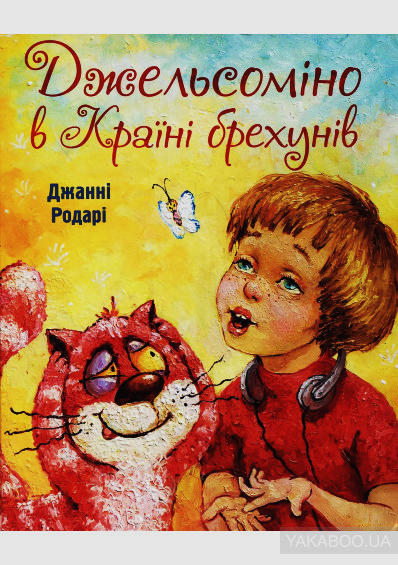 Джельсоміно
в Країні брехунів
Джанні
Родарі
YAKABOO.UA